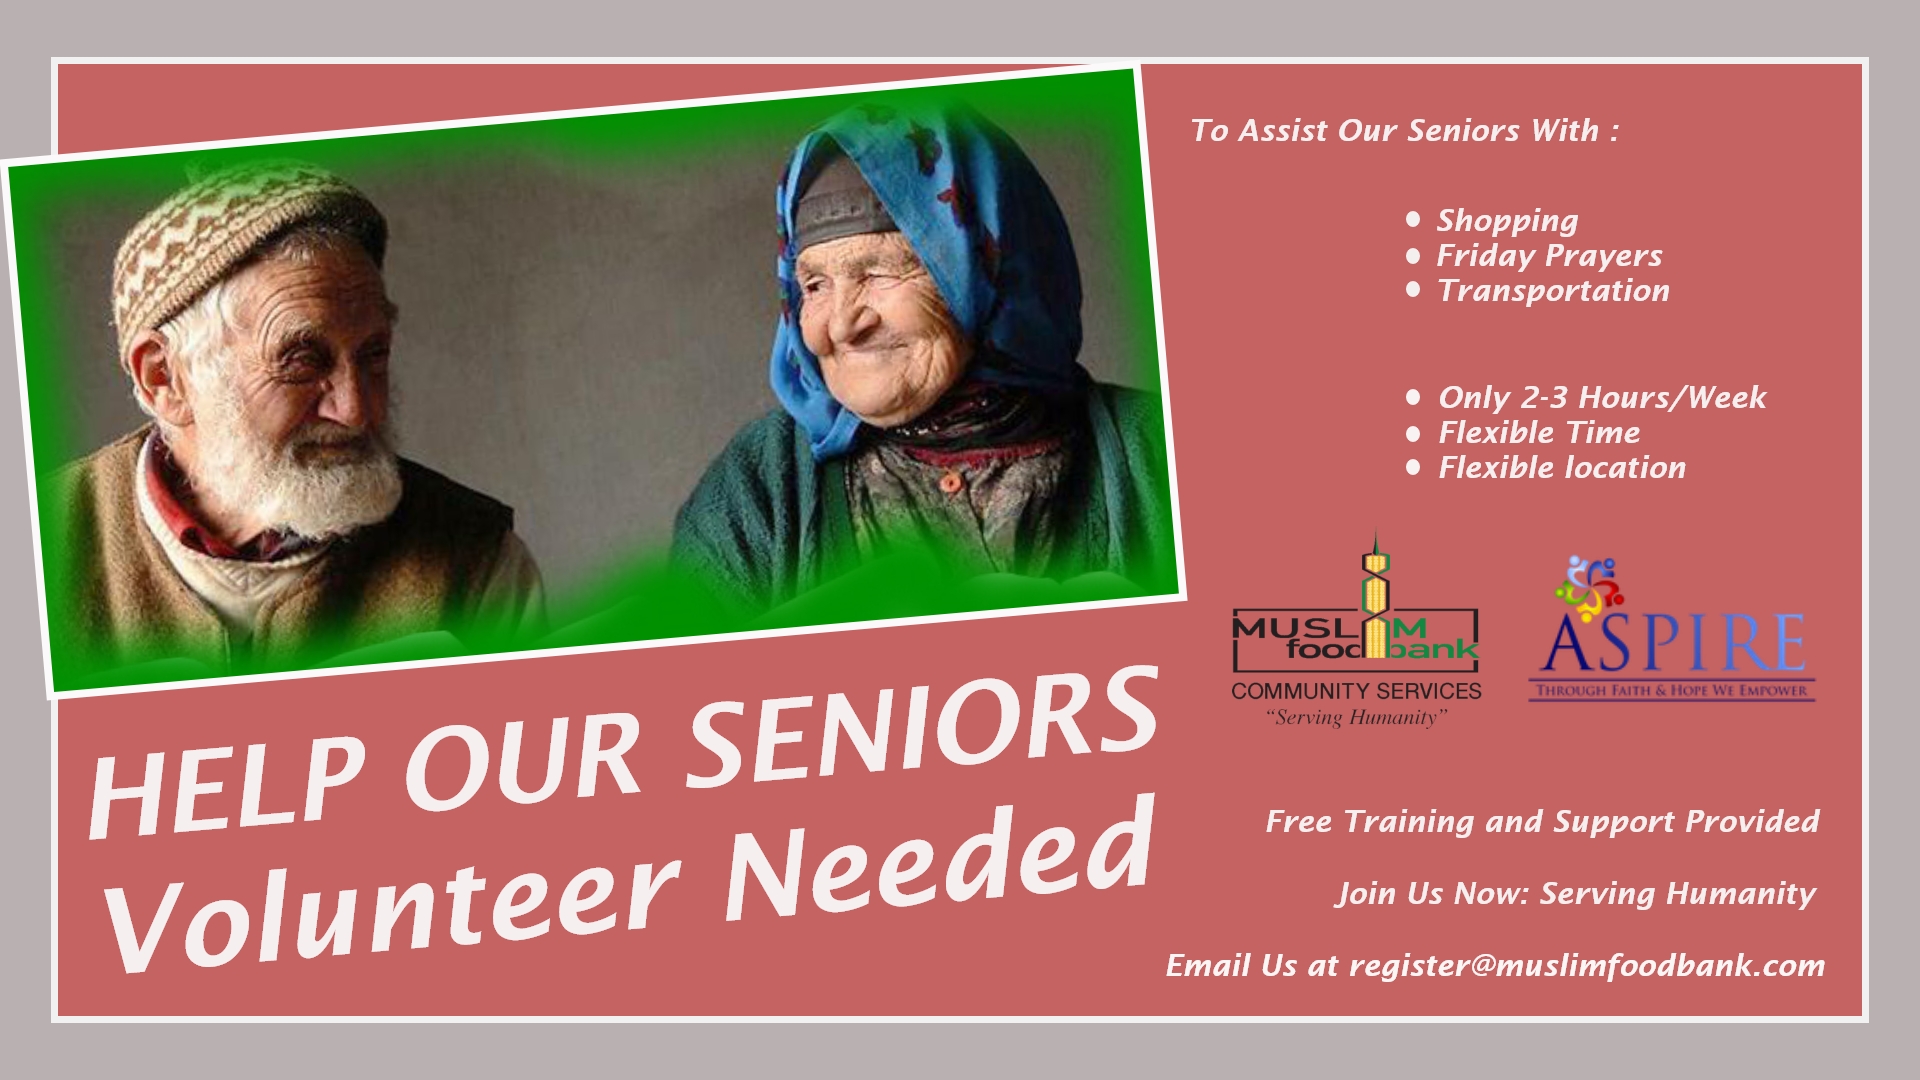 To Assist Our Seniors With :
Shopping
Friday Prayers
Transportation
Only 2-3 Hours/Week
Flexible Time
Flexible location
MUSLIM
foodbank
COMMUNITY SERVICES
“Serving Humanity”
ASPIRE
THROUGH FAITH & HOPE WE EMPOWER
HELP OUR SENIORS
Volunteer Needed
Free Training and Support Provided
Join Us Now: Serving Humanity
Email Us at register@muslimfoodbank.com